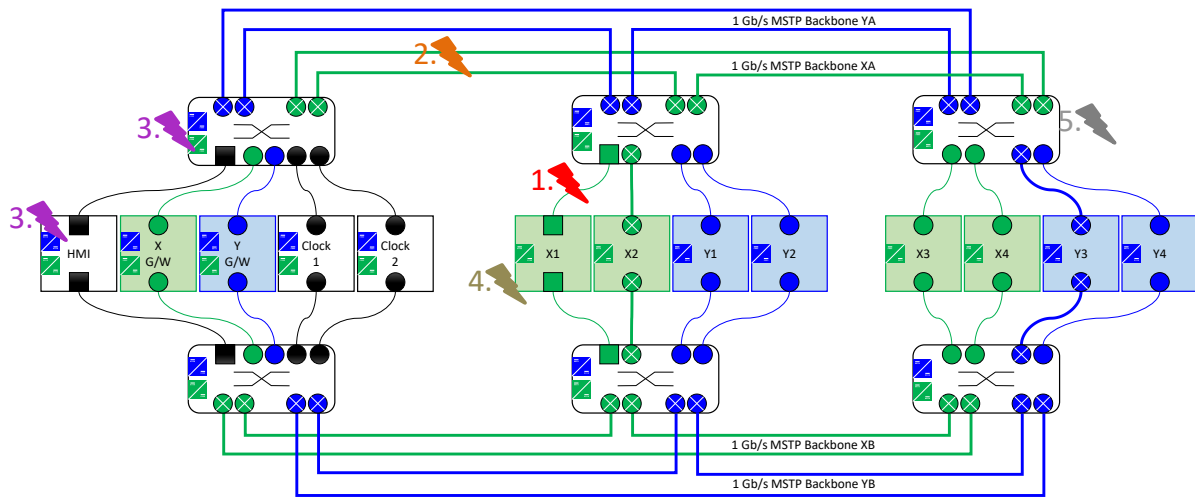 1 Gb/s MSTP Backbone YA
2.
1 Gb/s MSTP Backbone XA
3.
5.
1.
3.
HMI
X
G/W
Y
G/W
Clock
1
Clock
2
X1
X2
Y1
Y2
X3
X4
Y3
Y4
4.
1 Gb/s MSTP Backbone XB
1 Gb/s MSTP Backbone YB